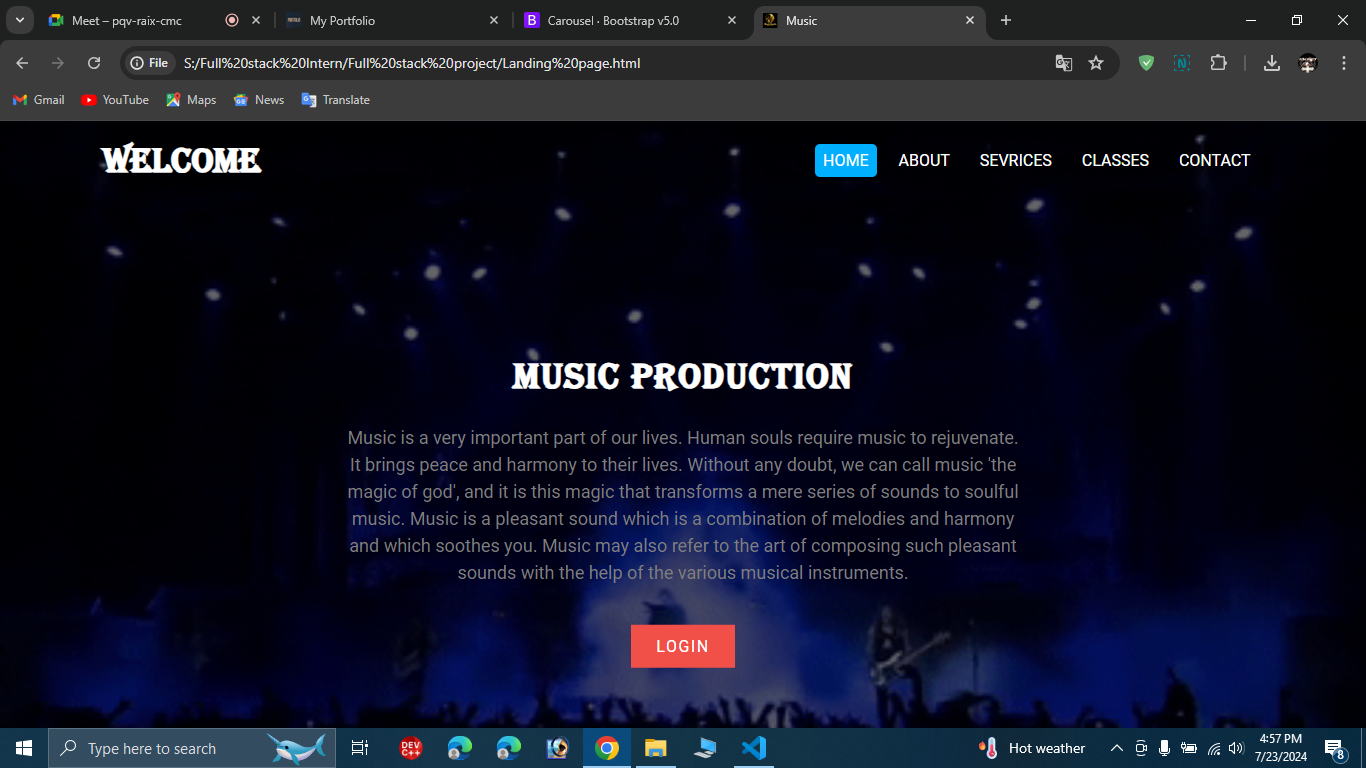 Meet – pqv-raix-cmc
My Portfolio
B
Carousel · Bootstrap v5.0
Music
File
S:/Full%20stack%20Intern/Full%20stack%20project/Landing%20page.html
Gmail
YouTube
Maps
News
Translate
WELCOME
HOME
ABOUT
SEVRICES
CLASSES
CONTACT
MUSIC PRODUCTION
Music is a very important part of our lives. Human souls require music to rejuvenate.
It brings peace and harmony to their lives. Without any doubt, we can call music 'the
magic of god', and it is this magic that transforms a mere series of sounds to soulful
music. Music is a pleasant sound which is a combination of melodies and harmony
and which soothes you. Music may also refer to the art of composing such pleasant
sounds with the help of the various musical instruments.
LOGIN
Type here to search
DEV
C++
Hot weather
4:57 PM
7/23/2024
8